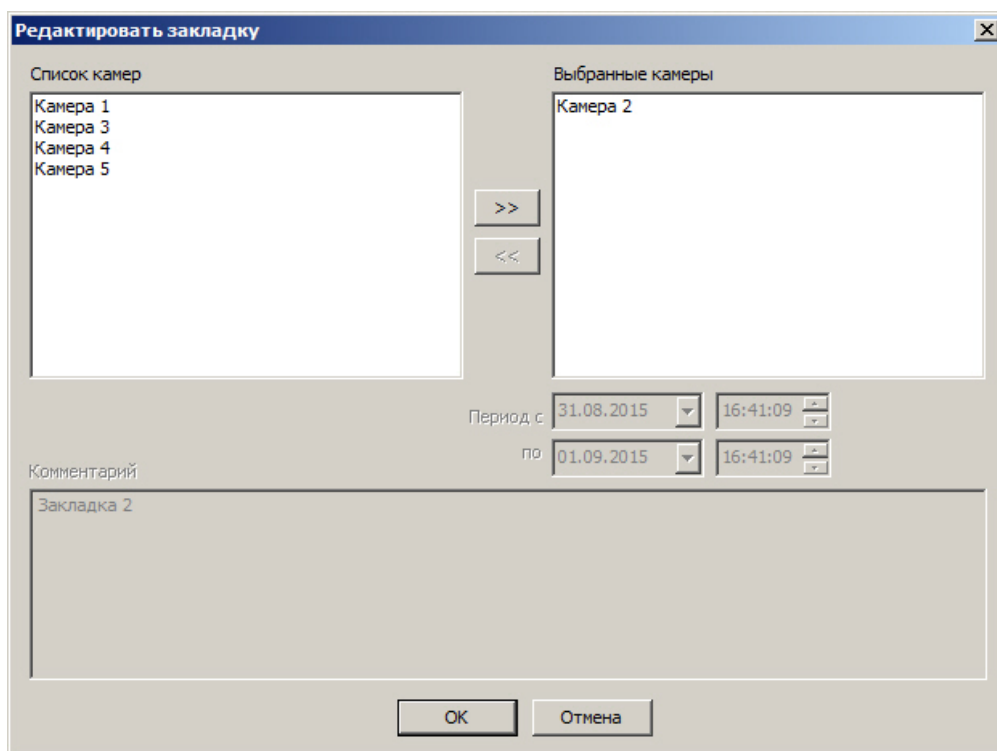 Редактировать закладку
Список камер
Выбранные камеры
Камера 1
Камера 3
Камера 4
Камера 5
Камера 2
>>
<<
Период с 31.08.2015 16:41:09
по 01.09.2015 16:41:09
Комментарий
Закладка 2
OK
Отмена